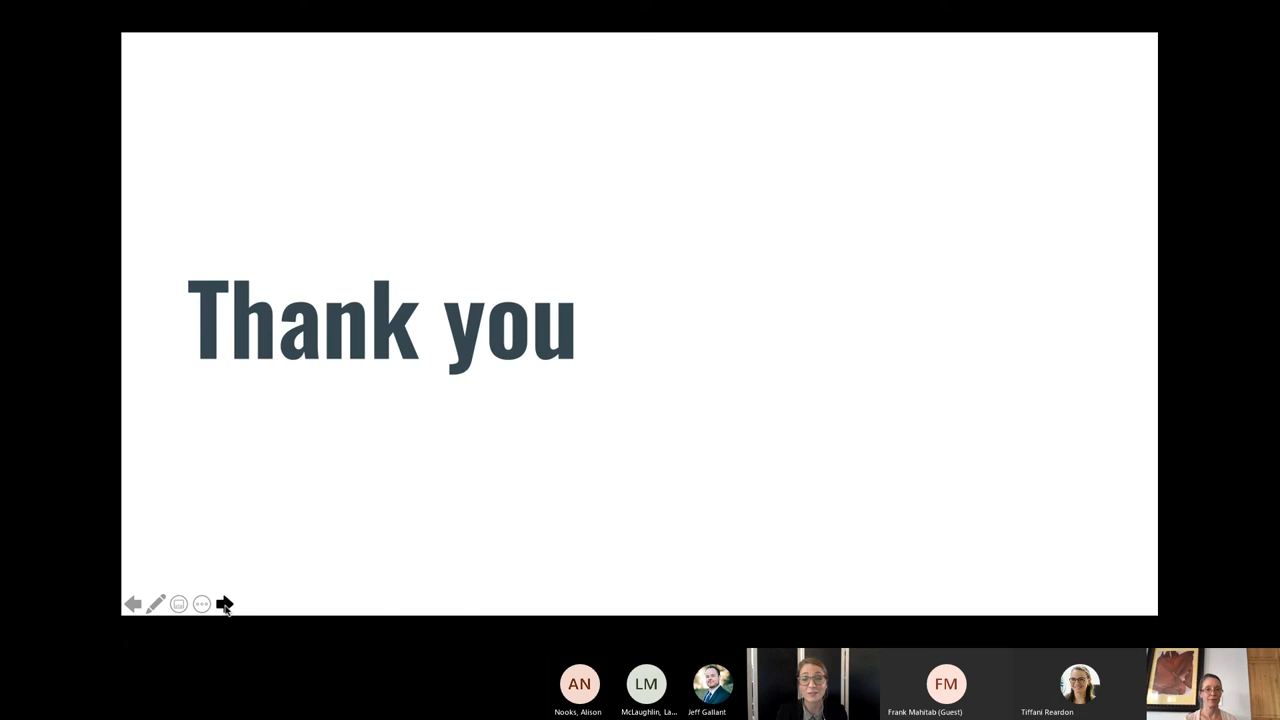 Thank you
AN
LM
FM
Nooks, Alison
McLaughlin, La...
Jeff Gallant
Frank Mahitab (Guest)
Tiffani Reardon